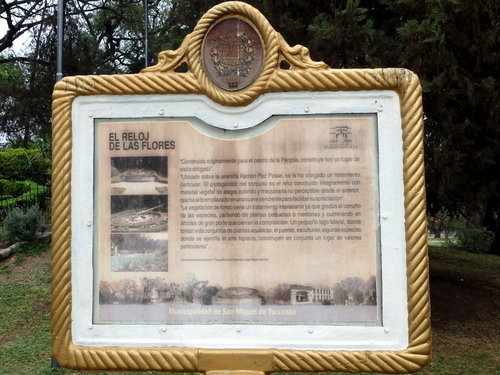 EL RELOJ
DE LAS FLORES
"Construido originalmente para el centro de la Pérgola, constituye hoy un lugar de
visita obligado"
"Ubicado sobre la avenida Ramón Paz Posse, se le ha otorgado un tratamiento
particular. El protagonista del conjunto es el reloj construido íntegramente con
material vegetal de alegre colorido y maquinaria no perceptibles desde el exterior,
que ha sido emplazado en una suave pendiente para facilitar su apreciación".
"La vegetación de fondo tiene un tratamiento interesante ya que gradúa el tamaño
de las especies, partiendo de plantas pequeñas o medianas y culminando en
árboles de gran porte que cierran la composición. Un pequeño lago lateral, donde
toman vida conjuntos de plantas acuáticas, el puente, esculturas, algunas especies
donde se ejercita el arte topiario, construyen en conjunto un lugar de valores
particulares".
Municipalidad de San Miguel de Tucumán